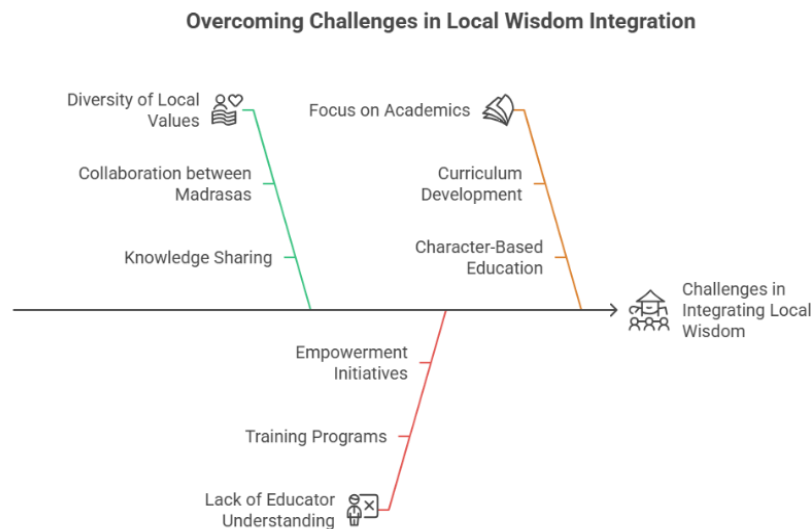 Overcoming Challenges in Local Wisdom Integration
Diversity of Local
Values
Collaboration between
Madrasas
Knowledge Sharing
Focus on Academics
Curriculum
Development
Character-Based
Education
Challenges in
Integrating Local
Wisdom
Empowerment
Initiatives
Training Programs
Lack of Educator
Understanding